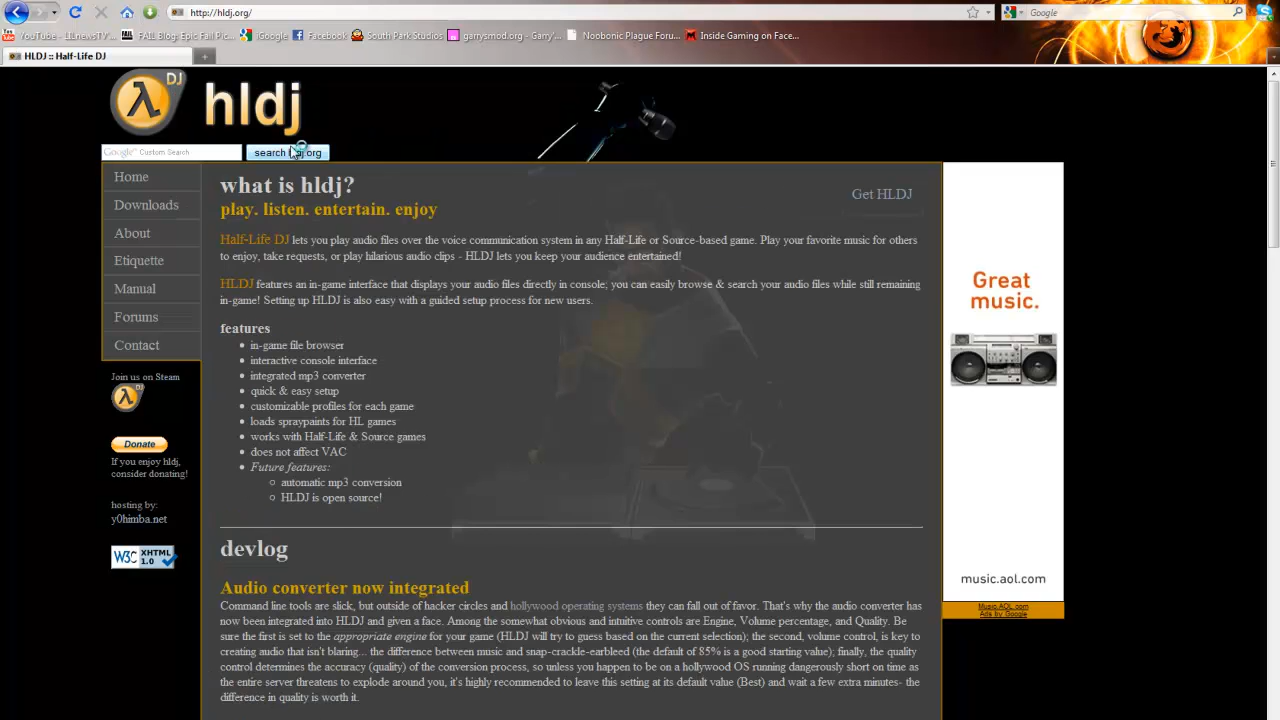 http://hldj.org/
Google
YouTube - LiLnewsTV'...
FAIL Blog: Epic Fail Pic...
iGoogle
Facebook
South Park Studios
garrysmod.org - Garry'...
Noobonic Plague Foru...
Inside Gaming on Face...
HLDJ :: Half-Life DJ
DJ
hldj
Google Custom Search
search hldj.org
Home
Downloads
About
Etiquette
Manual
Forums
Contact
Join us on Steam
DJ
Donate
If you enjoy hldj,
consider donating!
hosting by:
y0himba.net
W3C XHTML 1.0
what is hldj?
Get HLDJ
play. listen. entertain. enjoy
Half-Life DJ lets you play audio files over the voice communication system in any Half-Life or Source-based game. Play your favorite music for others
to enjoy, take requests, or play hilarious audio clips - HLDJ lets you keep your audience entertained!
HLDJ features an in-game interface that displays your audio files directly in console; you can easily browse & search your audio files while still remaining
in-game! Setting up HLDJ is also easy with a guided setup process for new users.
features
in-game file browser
interactive console interface
integrated mp3 converter
quick & easy setup
customizable profiles for each game
loads spraypaints for HL games
works with Half-Life & Source games
does not affect VAC
Future features:
automatic mp3 conversion
HLDJ is open source!
devlog
Audio converter now integrated
Command line tools are slick, but outside of hacker circles and hollywood operating systems they can fall out of favor. That's why the audio converter has
now been integrated into HLDJ and given a face. Among the somewhat obvious and intuitive controls are Engine, Volume percentage, and Quality. Be
sure the first is set to the appropriate engine for your game (HLDJ will try to guess based on the current selection); the second, volume control, is key to
creating audio that isn't blaring... the difference between music and snap-crackle-earbleed (the default of 85% is a good starting value); finally, the quality
control determines the accuracy (quality) of the conversion process, so unless you happen to be on a hollywood OS running dangerously short on time as
the entire server threatens to explode around you, it's highly recommended to leave this setting at its default value (Best) and wait a few extra minutes- the
difference in quality is worth it.
Great
music.
music.aol.com
Music.AOL.com
Ads by Google